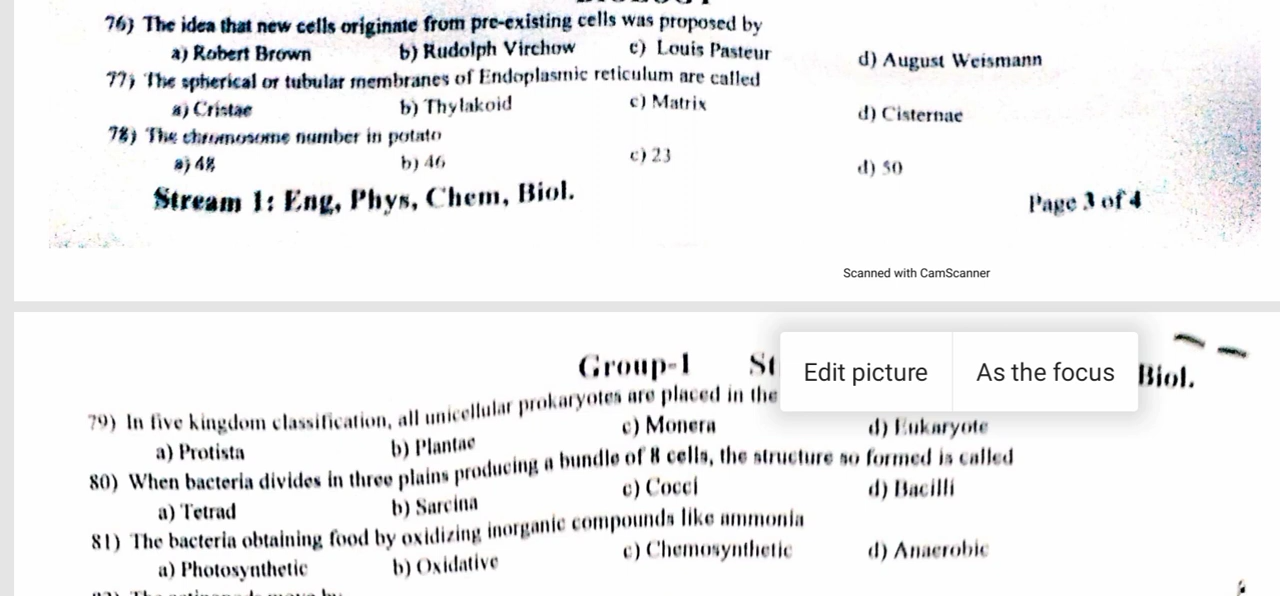 76) The idea that new cells originate from pre-existing cells was proposed by
a) Robert Brown b) Rudolph Virchow c) Louis Pasteur d) August Weismann
77) The spherical or tubular membranes of Endoplasmic reticulum are called
a) Cristae b) Thylakoid c) Matrix d) Cisternae
78) The chromosome number in potato
a) 48 b) 46 c) 23 d) 50
Stream 1: Eng, Phys, Chem, Biol. Page 3 of 4
Scanned with CamScanner
Group-1 St Biol.
Edit picture As the focus
79) In five kingdom classification, all unicellular prokaryotes are placed in the
a) Protista b) Plantae c) Monera d) Eukaryote
80) When bacteria divides in three plains producing a bundle of 8 cells, the structure so formed is called
a) Tetrad b) Sarcina c) Cocci d) Bacilli
81) The bacteria obtaining food by oxidizing inorganic compounds like ammonia
a) Photosynthetic b) Oxidative c) Chemosynthetic d) Anaerobic